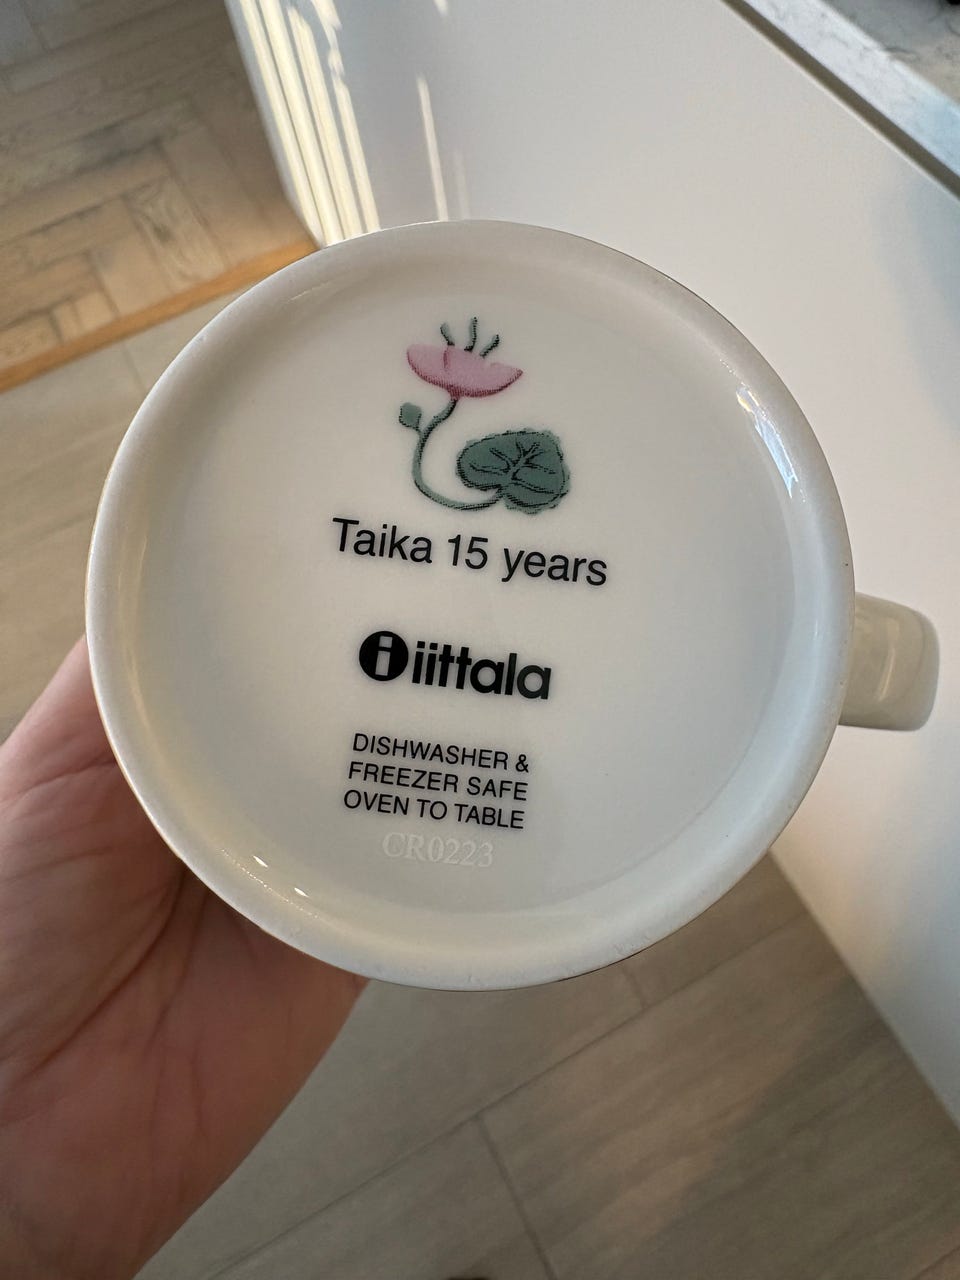 Taika 15 years
i iittala
DISHWASHER &
FREEZER SAFE
OVEN TO TABLE
CR0223